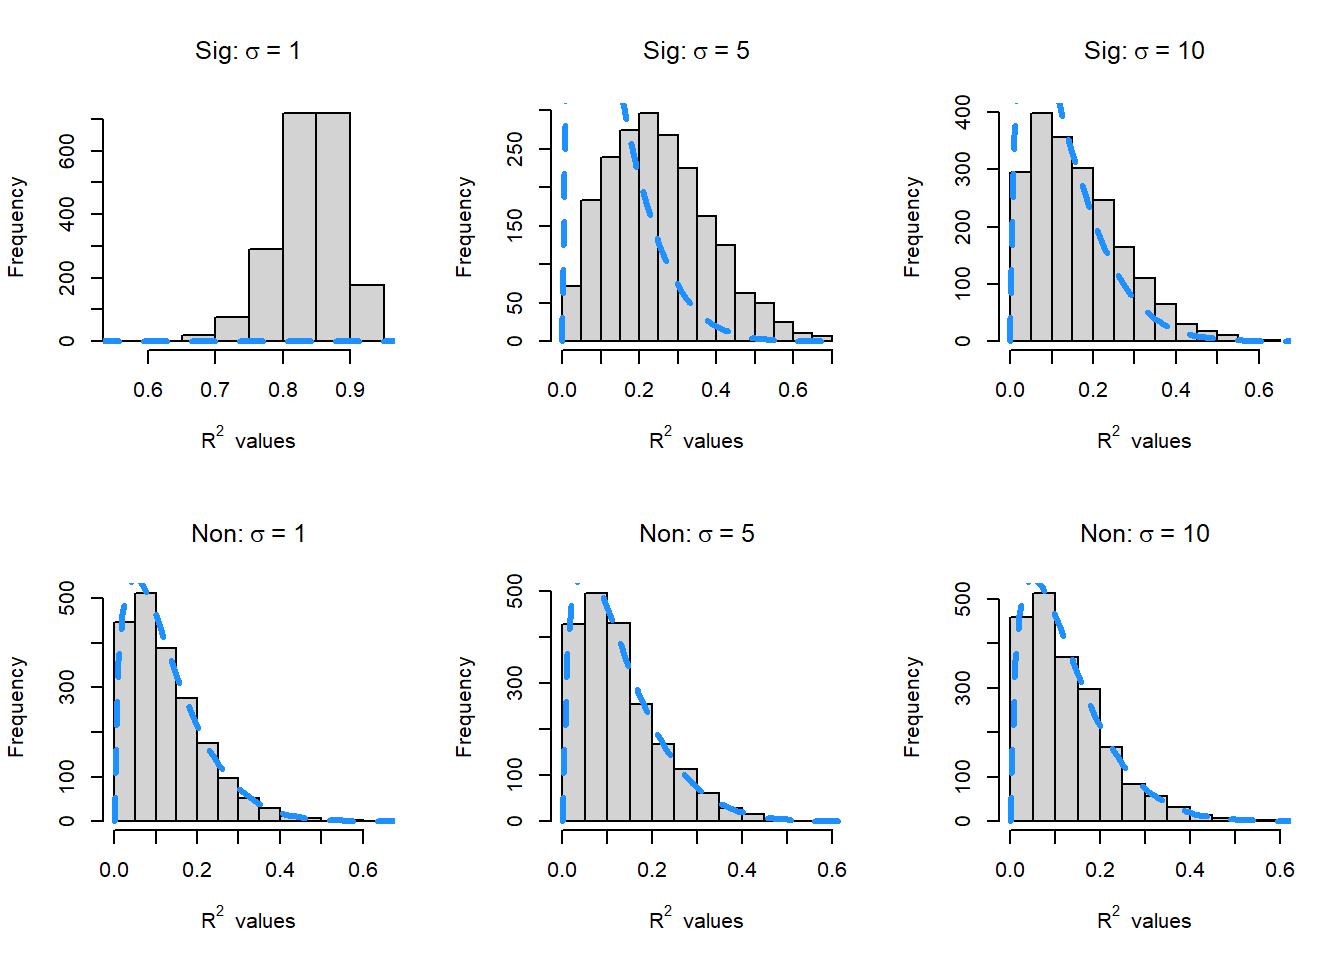 Sig: σ = 1
Frequency
0 200 400 600
0.6 0.7 0.8 0.9
R² values
Sig: σ = 5
Frequency
50 150 250
0.0 0.2 0.4 0.6
R² values
Sig: σ = 10
Frequency
0 100 200 300 400
0.0 0.2 0.4 0.6
R² values
Non: σ = 1
Frequency
0 100 300 500
0.0 0.2 0.4 0.6
R² values
Non: σ = 5
Frequency
0 100 300 500
0.0 0.2 0.4 0.6
R² values
Non: σ = 10
Frequency
0 100 300 500
0.0 0.2 0.4 0.6
R² values